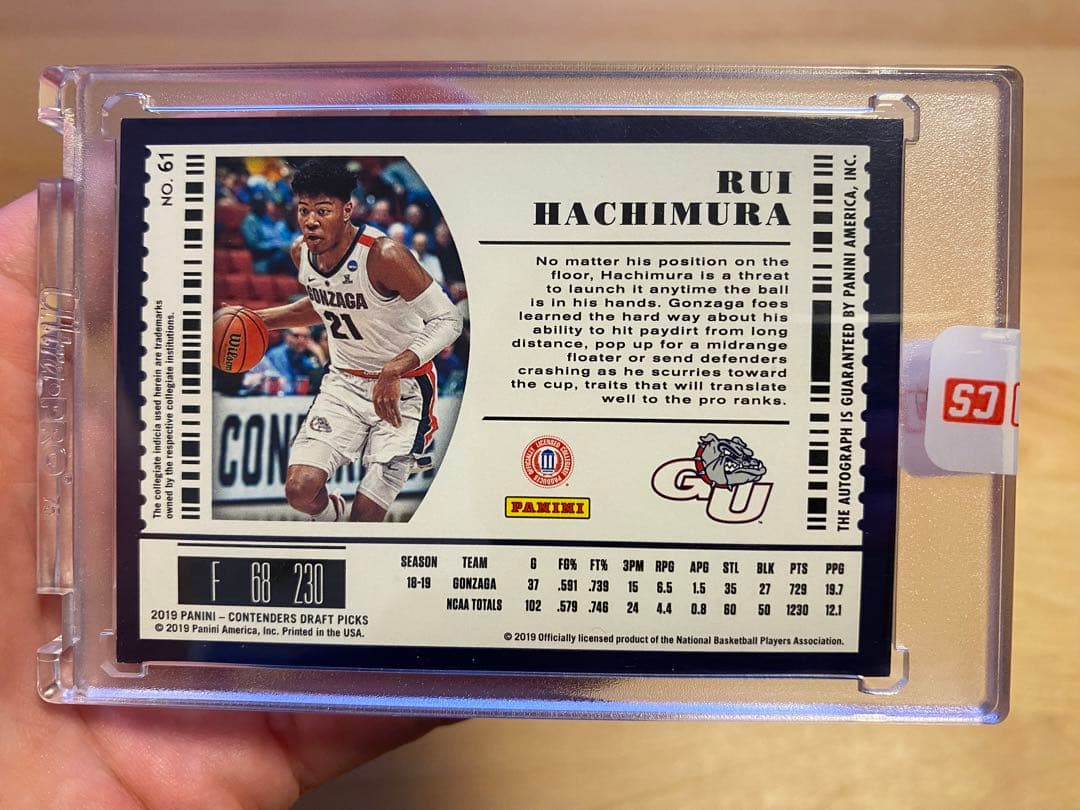 NO. 61
The collegiate indicia used herein are trademarks
owned by the respective collegiate institutions.
GONZAGA
21
Wilson
CON
RUI
HACHIMURA
No matter his position on the
floor, Hachimura is a threat
to launch it anytime the ball
is in his hands. Gonzaga foes
learned the hard way about his
ability to hit paydirt from long
distance, pop up for a midrange
floater or send defenders
crashing as he scurries toward
the cup, traits that will translate
well to the pro ranks.
OFFICIALLY LICENSED COLLEGIATE PRODUCTS
PANINI
GU
THE AUTOGRAPH IS GUARANTEED BY PANINI AMERICA, INC.
CS
F 68 230
SEASON TEAM G FG% FT% 3PM RPG APG STL BLK PTS PPG
18-19 GONZAGA 37 .591 .739 15 6.5 1.5 35 27 729 19.7
NCAA TOTALS 102 .579 .746 24 4.4 0.8 60 50 1230 12.1
2019 PANINI – CONTENDERS DRAFT PICKS
© 2019 Panini America, Inc. Printed in the USA.
© 2019 Officially licensed product of the National Basketball Players Association.